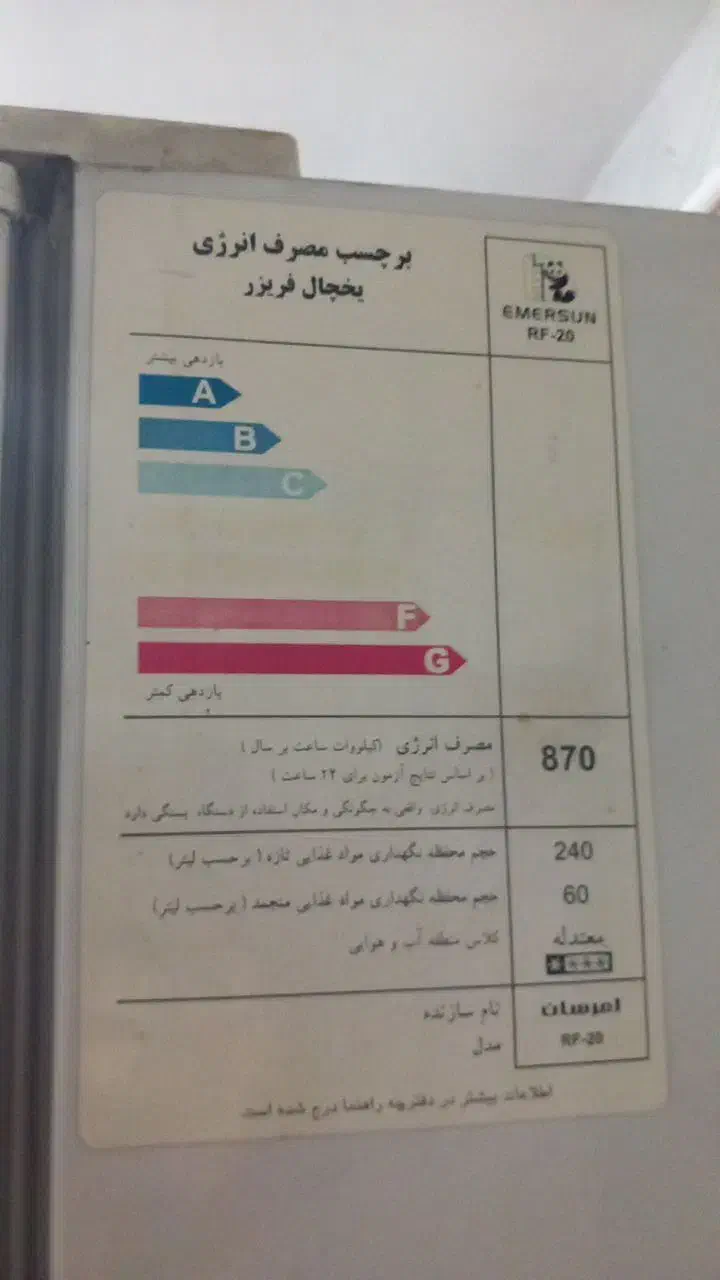 برچسب مصرف انرژی
یخچال فریزر
EMERSUN
RF-20
بازدهی بیشتر
A
B
C
F
G
بازدهی کمتر
مصرف انرژی (کیلووات ساعت بر سال)
870
(بر اساس نتایج آزمون برای ۲۴ ساعت)
مصرف انرژی واقعی به چگونگی و مکان استفاده از دستگاه بستگی دارد
حجم محفظه نگهداری مواد غذایی تازه (برحسب لیتر)
240
حجم محفظه نگهداری مواد غذایی منجمد (برحسب لیتر)
60
کلاس منطقه آب و هوایی
معتدله
نام سازنده
امرسان
مدل
RF-20
اطلاعات بیشتر در دفترچه راهنما درج شده است